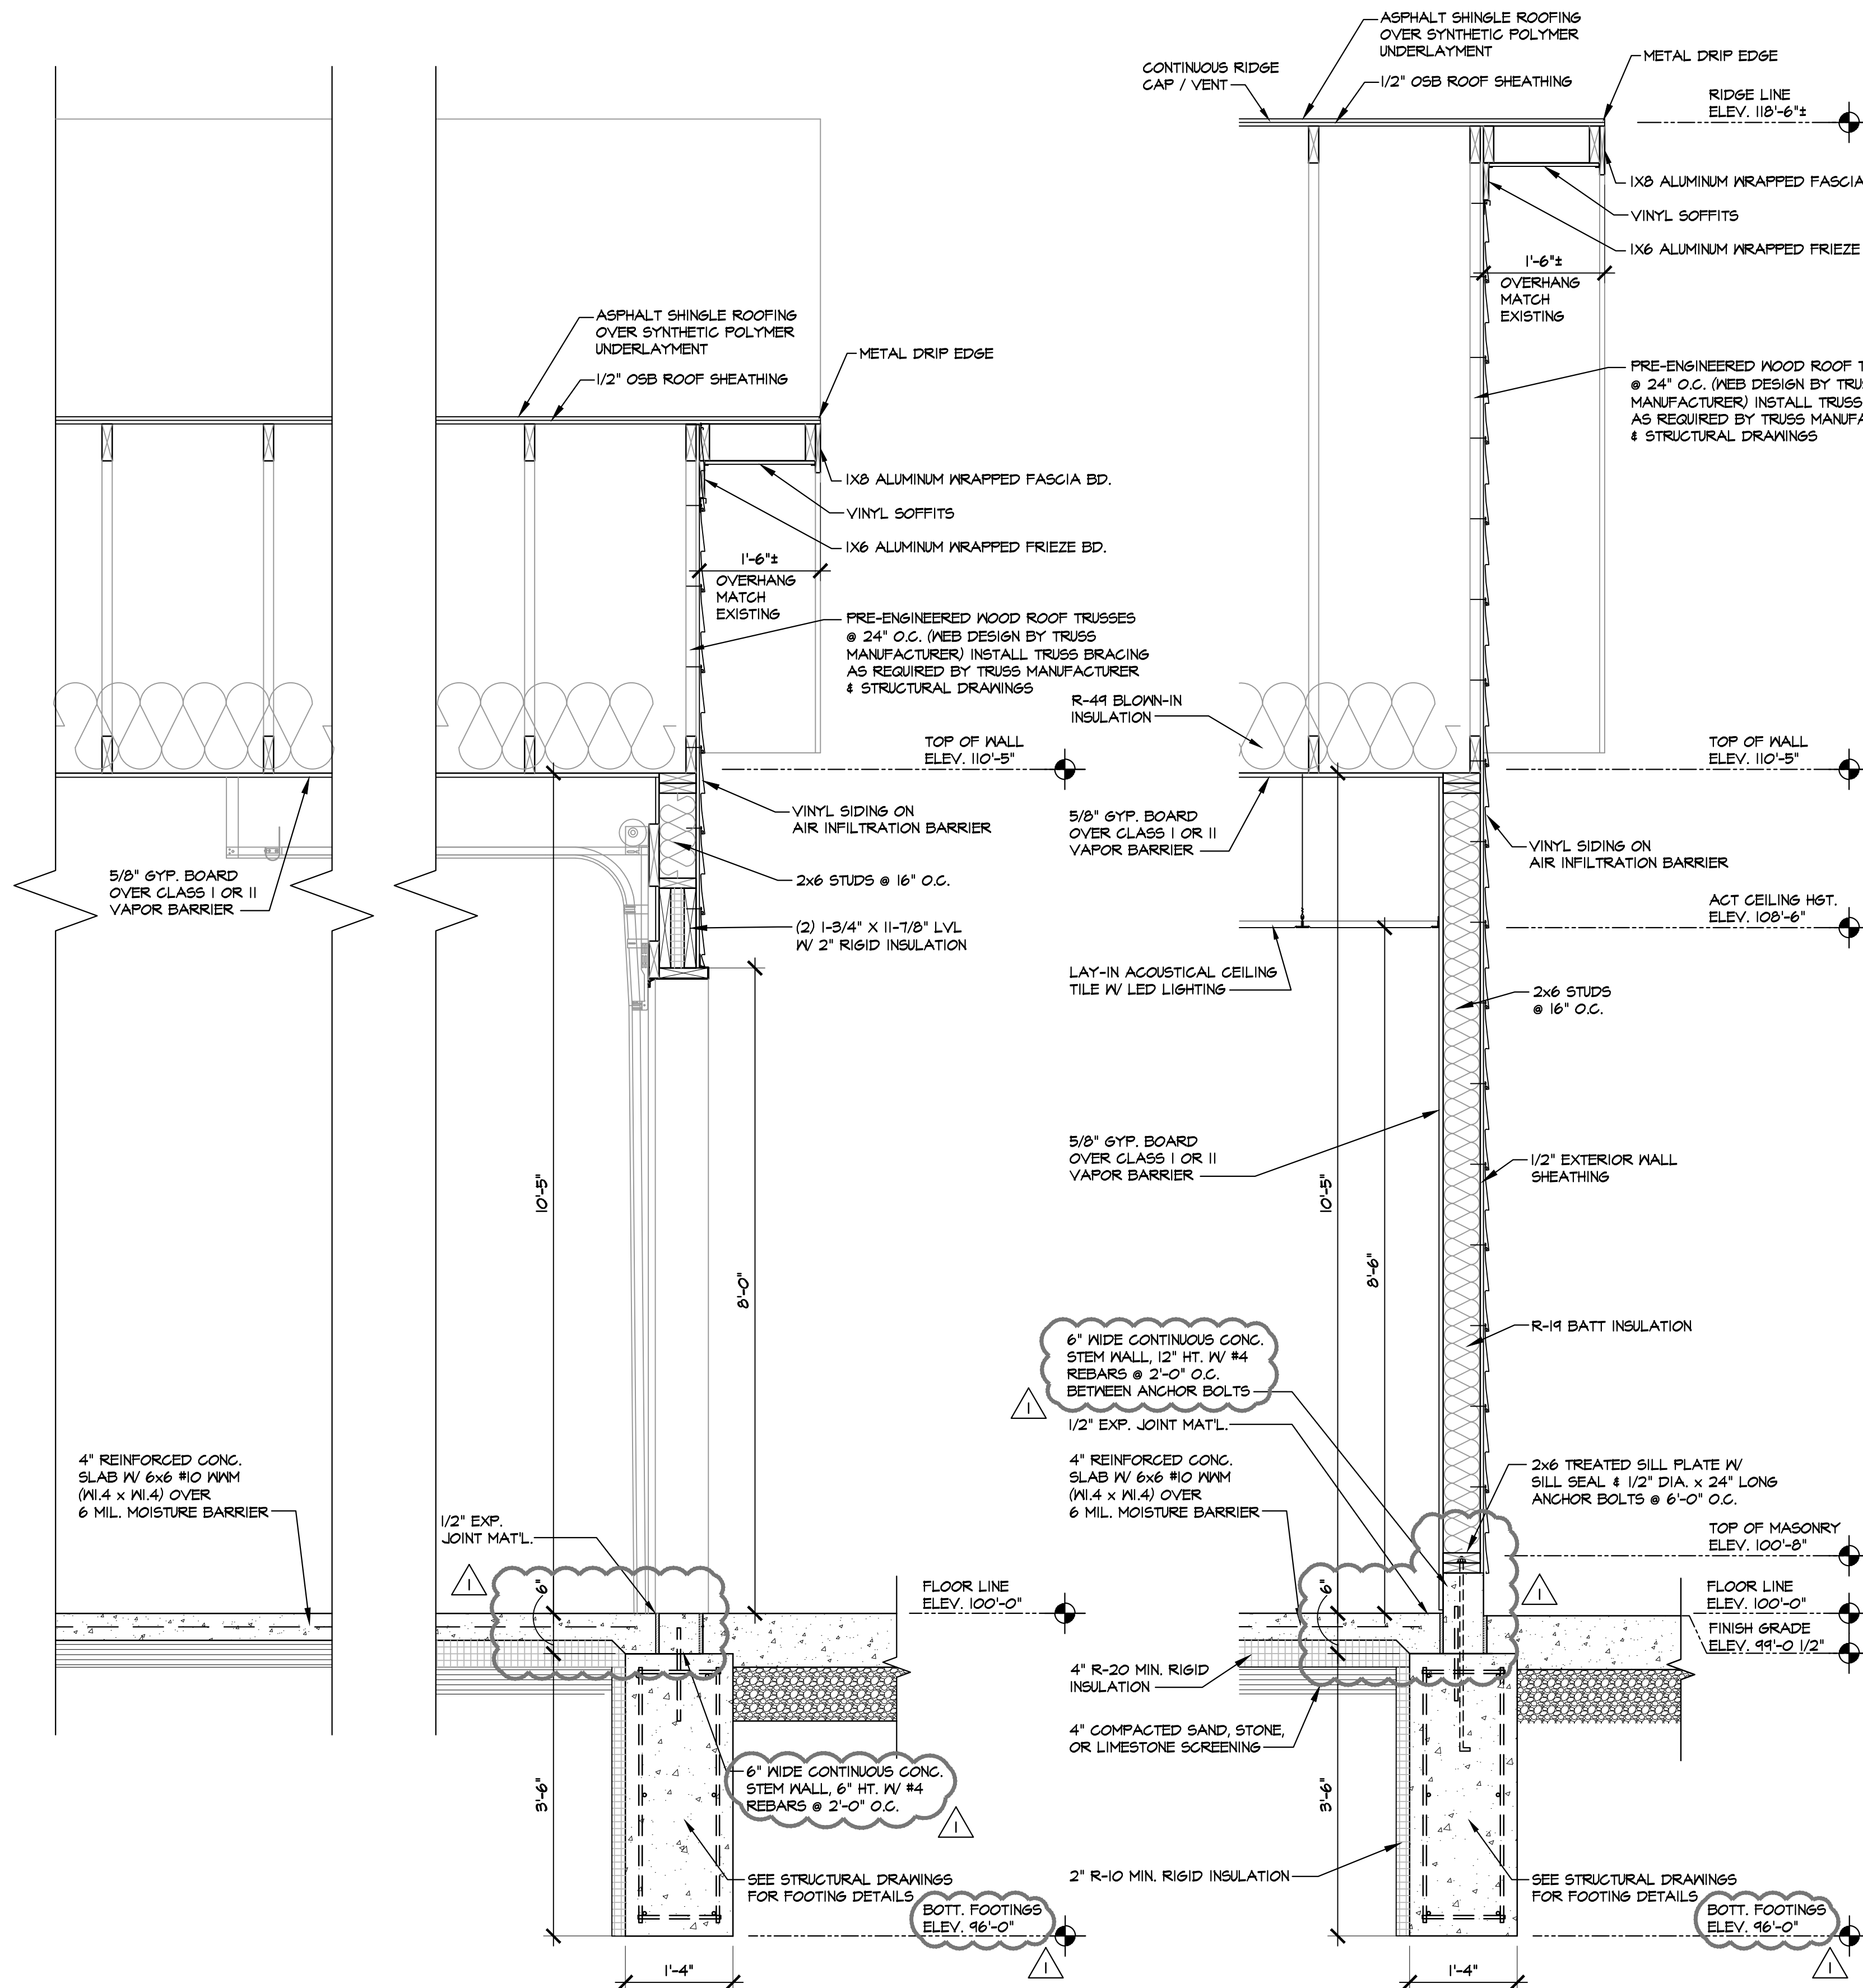 ASPHALT SHINGLE ROOFING
OVER SYNTHETIC POLYMER
UNDERLAYMENT
1/2" OSB ROOF SHEATHING
METAL DRIP EDGE
1X8 ALUMINUM WRAPPED FASCIA BD.
VINYL SOFFITS
1X6 ALUMINUM WRAPPED FRIEZE BD.
1'-6"±
OVERHANG
MATCH
EXISTING
PRE-ENGINEERED WOOD ROOF TRUSSES
@ 24" O.C. (WEB DESIGN BY TRUSS
MANUFACTURER) INSTALL TRUSS BRACING
AS REQUIRED BY TRUSS MANUFACTURER
& STRUCTURAL DRAWINGS
TOP OF WALL
ELEV. 110'-5"
VINYL SIDING ON
AIR INFILTRATION BARRIER
5/8" GYP. BOARD
OVER CLASS I OR II
VAPOR BARRIER
2x6 STUDS @ 16" O.C.
(2) 1-3/4" X 11-7/8" LVL
W/ 2" RIGID INSULATION
10'-5"
8'-0"
4" REINFORCED CONC.
SLAB W/ 6x6 #10 WWM
(W1.4 x W1.4) OVER
6 MIL. MOISTURE BARRIER
1/2" EXP.
JOINT MAT'L.
1
6"
FLOOR LINE
ELEV. 100'-0"
6" WIDE CONTINUOUS CONC.
STEM WALL, 6" HT. W/ #4
REBARS @ 2'-0" O.C.
1
3'-6"
SEE STRUCTURAL DRAWINGS
FOR FOOTING DETAILS
BOTT. FOOTINGS
ELEV. 96'-0"
1
1'-4"
ASPHALT SHINGLE ROOFING
OVER SYNTHETIC POLYMER
UNDERLAYMENT
CONTINUOUS RIDGE
CAP / VENT
1/2" OSB ROOF SHEATHING
METAL DRIP EDGE
RIDGE LINE
ELEV. 118'-6"±
1X8 ALUMINUM WRAPPED FASCIA
VINYL SOFFITS
1X6 ALUMINUM WRAPPED FRIEZE
1'-6"±
OVERHANG
MATCH
EXISTING
PRE-ENGINEERED WOOD ROOF
@ 24" O.C. (WEB DESIGN BY
MANUFACTURER) INSTALL TRUSS
AS REQUIRED BY TRUSS
& STRUCTURAL DRAWINGS
R-49 BLOWN-IN
INSULATION
TOP OF WALL
ELEV. 110'-5"
5/8" GYP. BOARD
OVER CLASS I OR II
VAPOR BARRIER
VINYL SIDING ON
AIR INFILTRATION BARRIER
ACT CEILING HGT.
ELEV. 108'-6"
LAY-IN ACOUSTICAL CEILING
TILE W/ LED LIGHTING
2x6 STUDS
@ 16" O.C.
5/8" GYP. BOARD
OVER CLASS I OR II
VAPOR BARRIER
1/2" EXTERIOR WALL
SHEATHING
10'-5"
8'-6"
R-19 BATT INSULATION
6" WIDE CONTINUOUS CONC.
STEM WALL, 12" HT. W/ #4
REBARS @ 2'-0" O.C.
BETWEEN ANCHOR BOLTS
1
1/2" EXP. JOINT MAT'L.
4" REINFORCED CONC.
SLAB W/ 6x6 #10 WWM
(W1.4 x W1.4) OVER
6 MIL. MOISTURE BARRIER
2x6 TREATED SILL PLATE W/
SILL SEAL & 1/2" DIA. x 24" LONG
ANCHOR BOLTS @ 6'-0" O.C.
TOP OF MASONRY
ELEV. 100'-8"
6"
1
FLOOR LINE
ELEV. 100'-0"
FINISH GRADE
ELEV. 99'-0 1/2"
4" R-20 MIN. RIGID
INSULATION
4" COMPACTED SAND, STONE,
OR LIMESTONE SCREENING
3'-6"
2" R-10 MIN. RIGID INSULATION
SEE STRUCTURAL DRAWINGS
FOR FOOTING DETAILS
BOTT. FOOTINGS
ELEV. 96'-0"
1
1'-4"